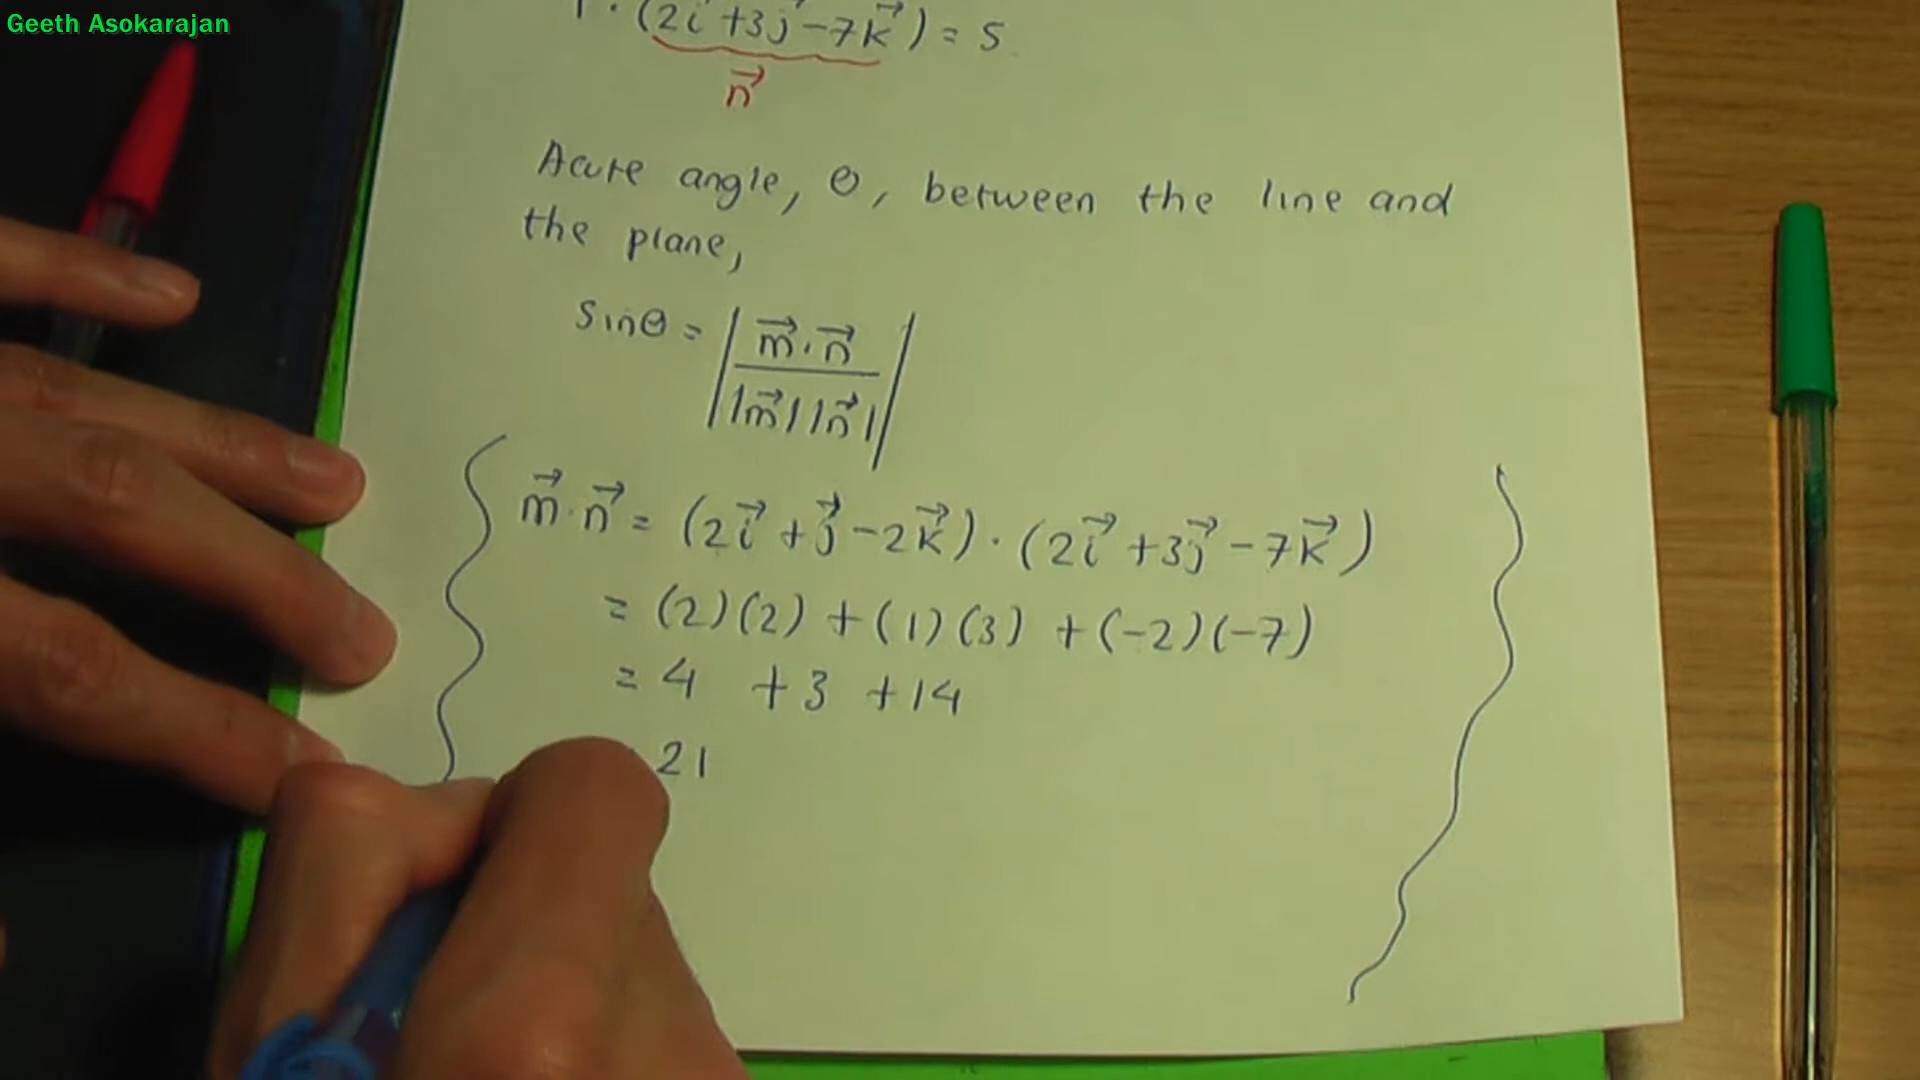 Geeth Asokarajan
· (2i⃗ + 3j⃗ - 7k⃗) = 5
n⃗
Acute angle, θ, between the line and
the plane,
sinθ = | m⃗ · n⃗ / |m⃗| |n⃗| |
m⃗ · n⃗ = (2i⃗ + j⃗ - 2k⃗) · (2i⃗ + 3j⃗ - 7k⃗)
= (2)(2) + (1)(3) + (-2)(-7)
= 4 + 3 + 14
21